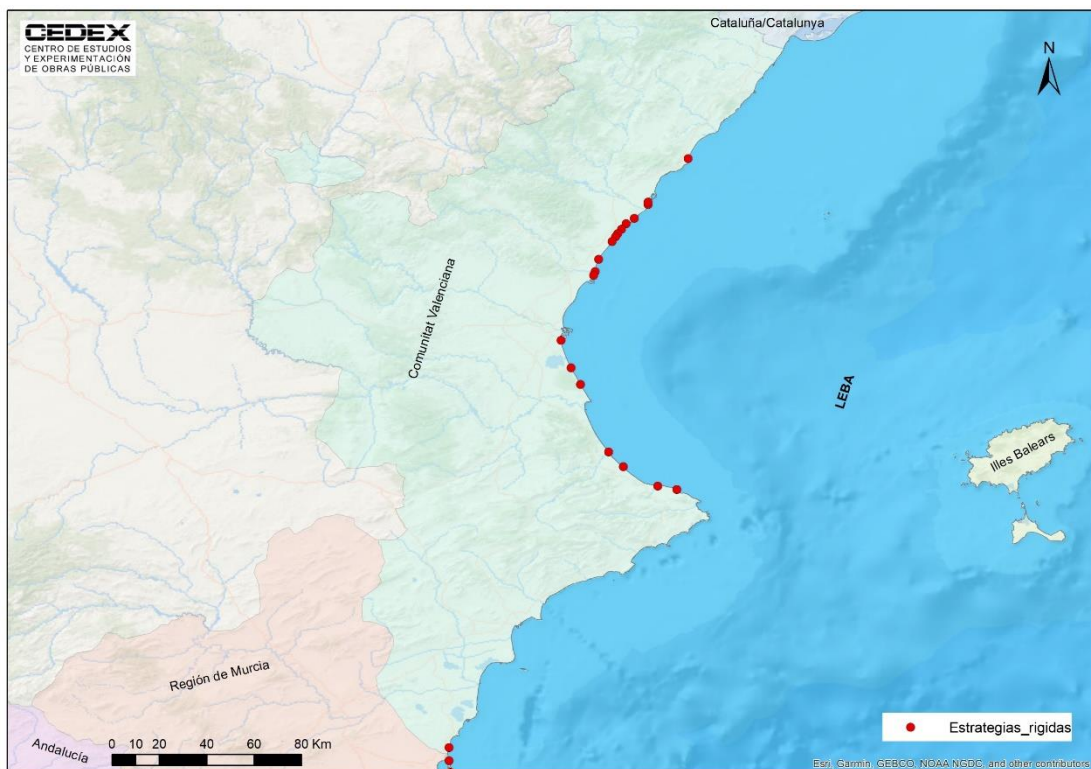 CEDEX
CENTRO DE ESTUDIOS
Y EXPERIMENTACIÓN
DE OBRAS PÚBLICAS
Cataluña/Catalunya
N
Comunitat Valenciana
LEBA
Illes Balears
Región de Murcia
Andalucía
0 10 20 40 60 80 Km
Estrategias_rigidas
Esri, Garmin, GEBCO, NOAA NGDC, and other contributors